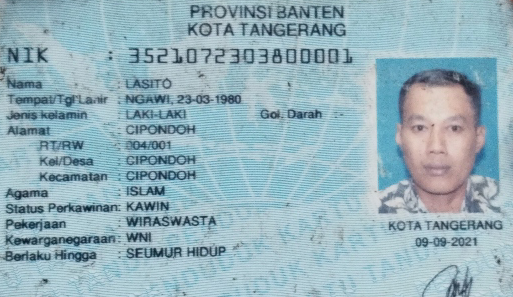 PROVINSI BANTEN
KOTA TANGERANG
NIK : 3521072303800001
Nama : LASITO
Tempat/Tgl Lahir : NGAWI, 23-03-1980
Jenis kelamin : LAKI-LAKI Gol. Darah :-
Alamat : CIPONDOH
RT/RW : 004/001
Kel/Desa : CIPONDOH
Kecamatan : CIPONDOH
Agama : ISLAM
Status Perkawinan: KAWIN
Pekerjaan : WIRASWASTA
Kewarganegaraan: WNI
Berlaku Hingga : SEUMUR HIDUP
KOTA TANGERANG
09-09-2021